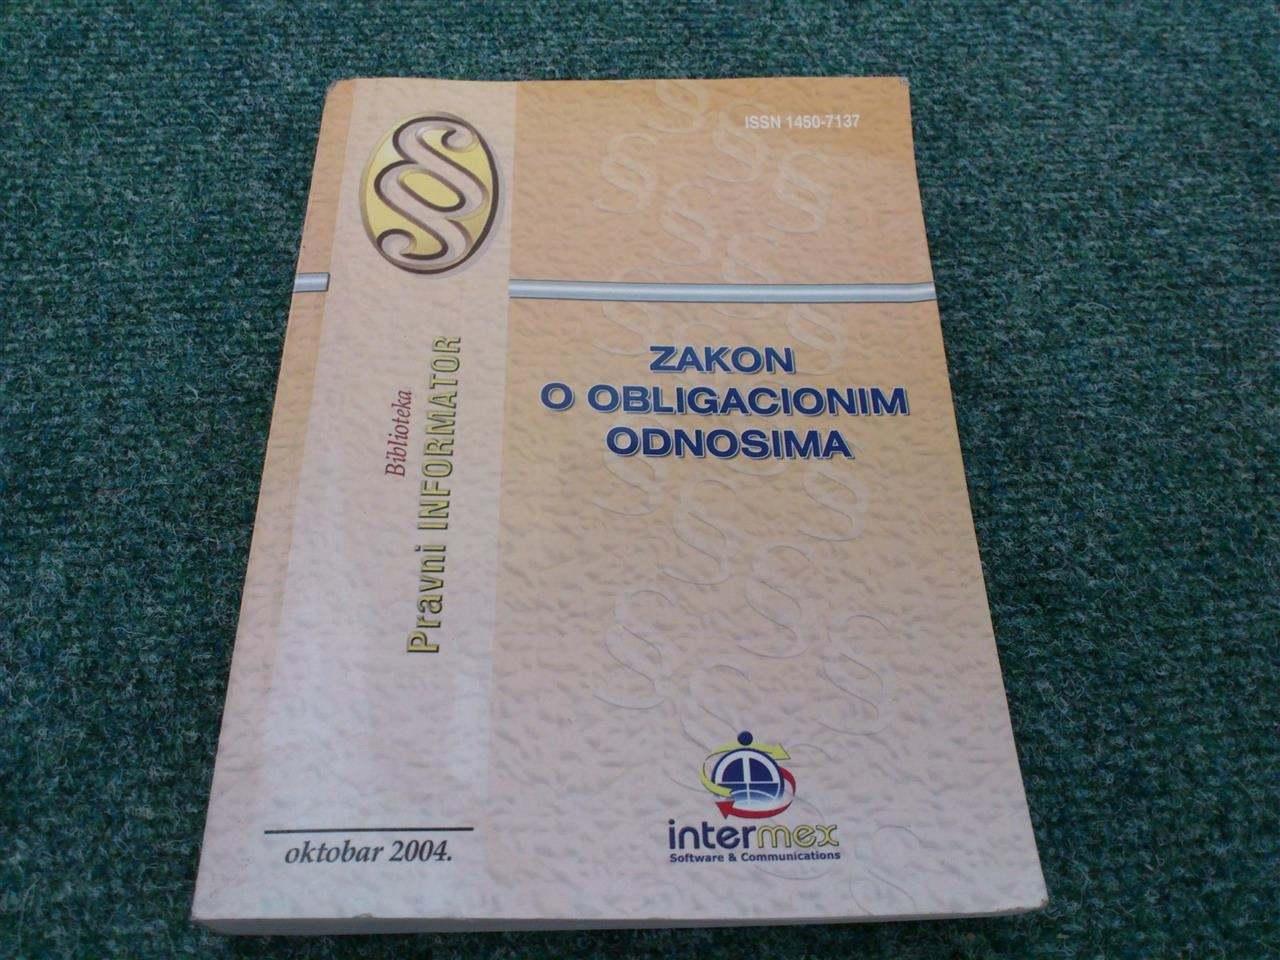 ISSN 1450-7137
ZAKON
O OBLIGACIONIM
ODNOSIMA
Biblioteka
Pravni INFORMATOR
intermex
Software & Communications
oktobar 2004.